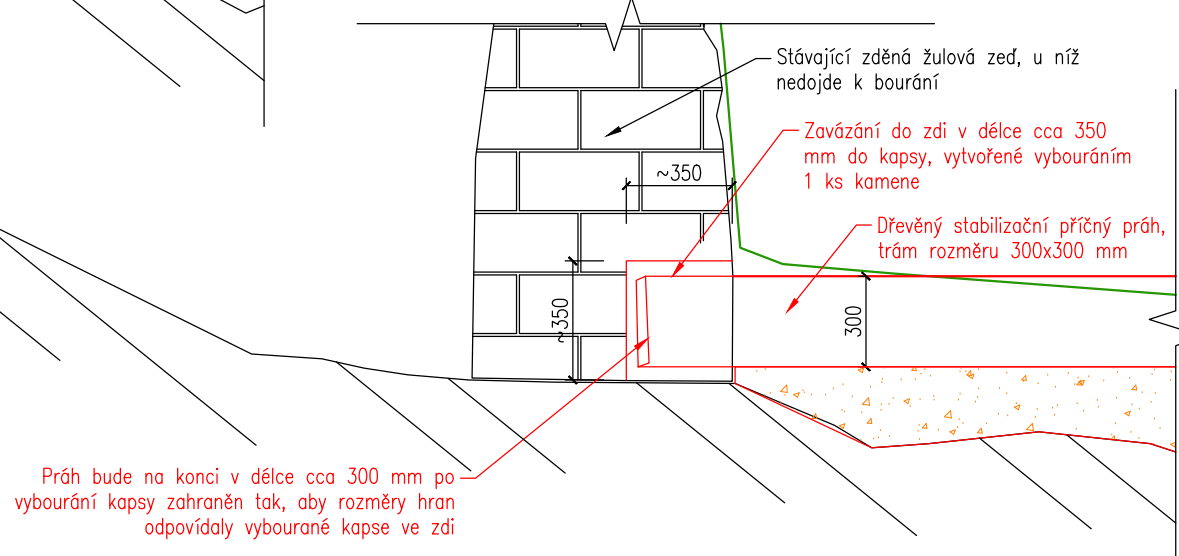 Stávající zděná žulová zeď, u níž
nedojde k bourání
Zavázání do zdi v délce cca 350
mm do kapsy, vytvořené vybouráním
1 ks kamene
~350
Dřevěný stabilizační příčný práh,
trám rozměru 300x300 mm
~350
300
Práh bude na konci v délce cca 300 mm po
vybourání kapsy zahraněn tak, aby rozměry hran
odpovídaly vybourané kapse ve zdi